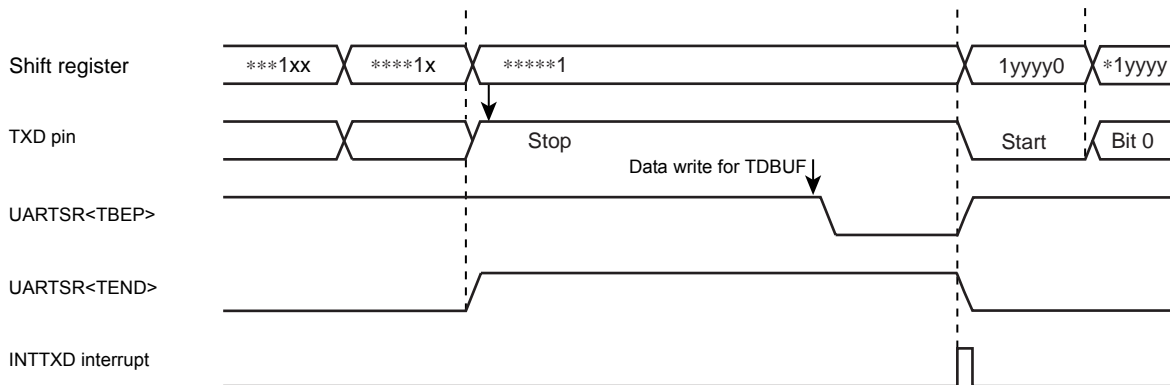 Shift register ***1xx ****1x *****1 1yyyy0 *1yyyy
TXD pin Stop Start Bit 0
Data write for TDBUF
UARTSR<TBEP>
UARTSR<TEND>
INTTXD interrupt